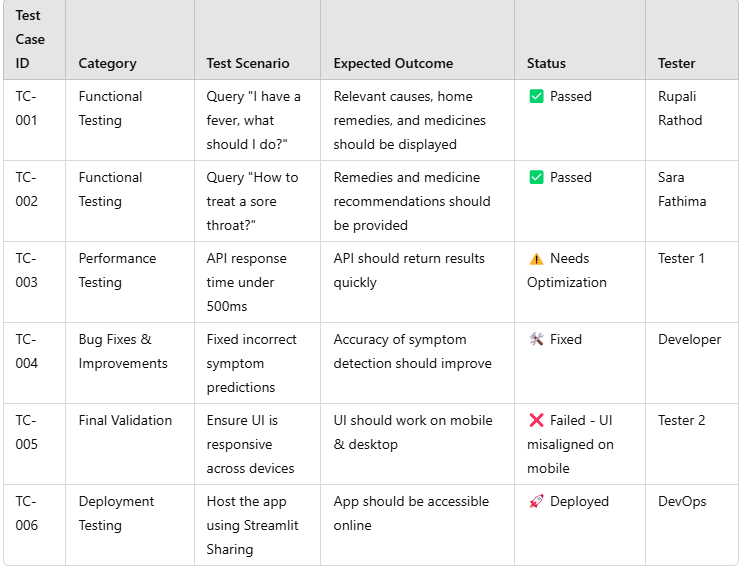 Test
Case
ID Category Test Scenario Expected Outcome Status Tester
TC-
001
Functional
Testing
Query "I have a
fever, what
should I do?"
Relevant causes, home
remedies, and medicines
should be displayed
✅ Passed
Rupali
Rathod
TC-
002
Functional
Testing
Query "How to
treat a sore
throat?"
Remedies and medicine
recommendations should
be provided
✅ Passed
Sara
Fathima
TC-
003
Performance
Testing
API response
time under
500ms
API should return results
quickly
⚠️ Needs
Optimization
Tester 1
TC-
004
Bug Fixes &
Improvements
Fixed incorrect
symptom
predictions
Accuracy of symptom
detection should improve
🛠️ Fixed
Developer
TC-
005
Final Validation
Ensure UI is
responsive
across devices
UI should work on mobile
& desktop
❌ Failed - UI
misaligned on
mobile
Tester 2
TC-
006
Deployment
Testing
Host the app
using Streamlit
Sharing
App should be accessible
online
🚀 Deployed
DevOps